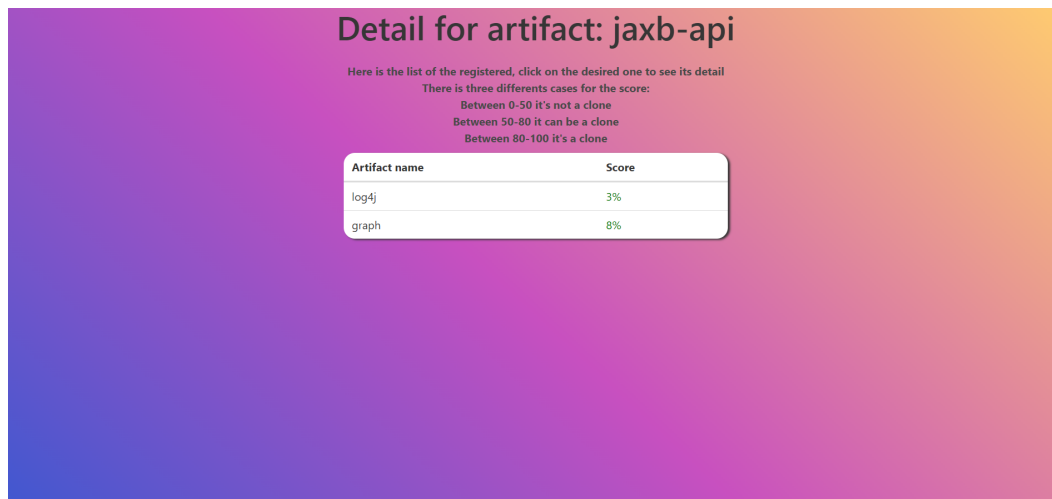 Detail for artifact: jaxb-api
Here is the list of the registered, click on the desired one to see its detail
There is three differents cases for the score:
Between 0-50 it's not a clone
Between 50-80 it can be a clone
Between 80-100 it's a clone
Artifact name Score
log4j 3%
graph 8%